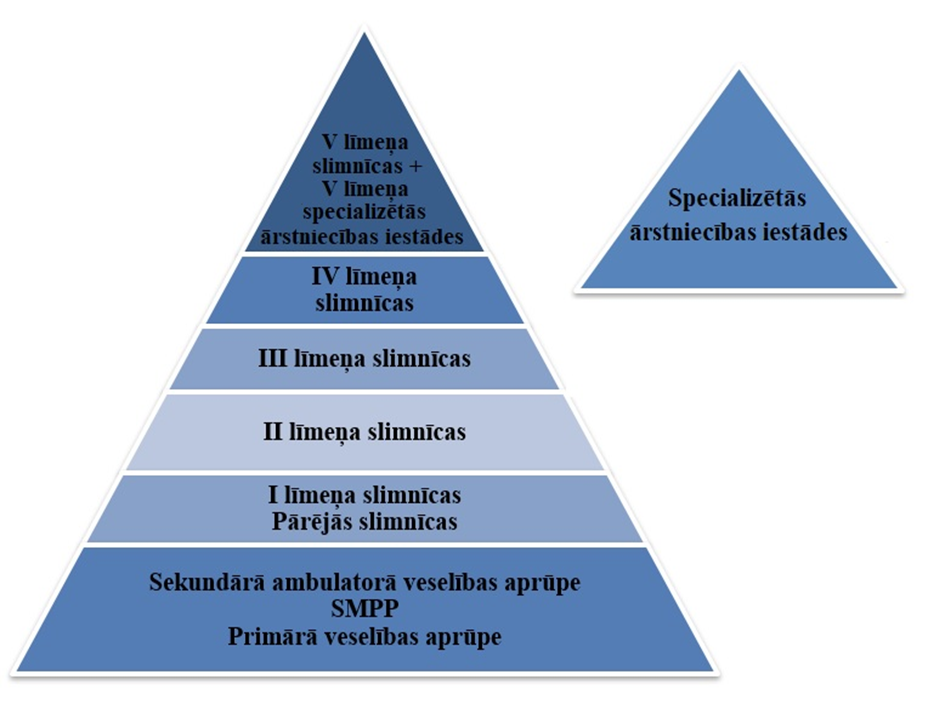 V līmeņa
slimnīcas +
V līmeņa
specializētās
ārstniecības iestādes
IV līmeņa
slimnīcas
III līmeņa slimnīcas
II līmeņa slimnīcas
I līmeņa slimnīcas
Pārējās slimnīcas
Sekundārā ambulatorā veselības aprūpe
SMPP
Primārā veselības aprūpe
Specializētās
ārstniecības iestādes